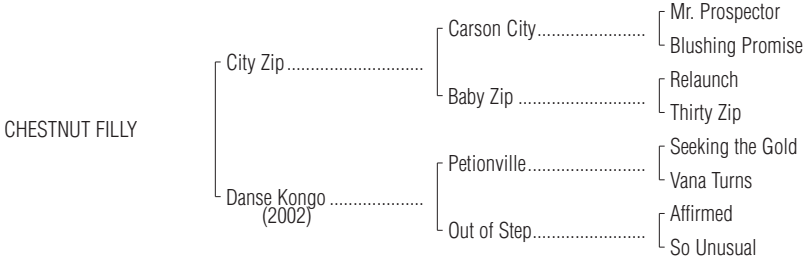 Mr. Prospector
Carson City.......................
Blushing Promise
City Zip.............................
Relaunch
Baby Zip ...........................
Thirty Zip
CHESTNUT FILLY
Seeking the Gold
Petionville.........................
Vana Turns
Danse Kongo ....................
(2002)
Affirmed
Out of Step........................
So Unusual